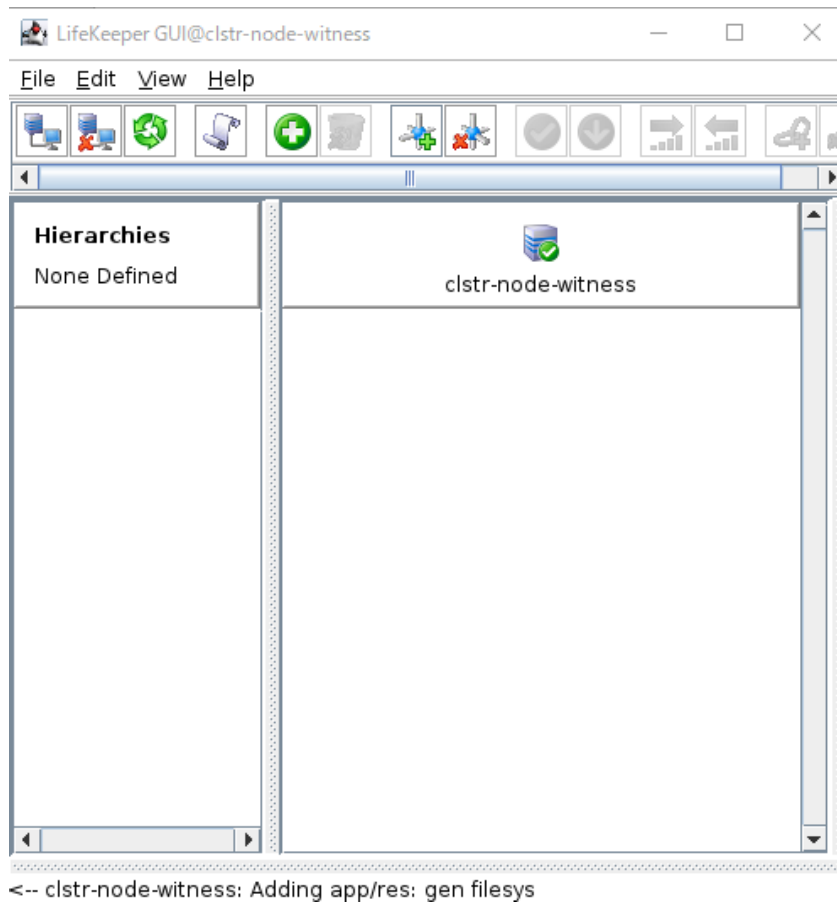 LifeKeeper GUI@clstr-node-witness
File Edit View Help
Hierarchies
None Defined
clstr-node-witness
<-- clstr-node-witness: Adding app/res: gen filesys